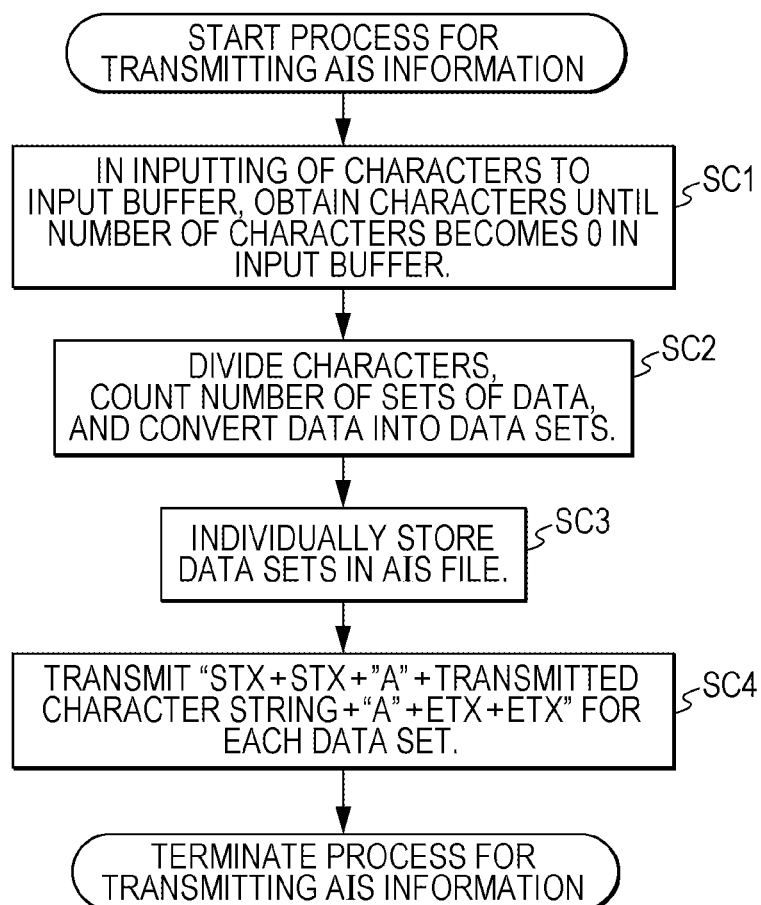 START PROCESS FOR
TRANSMITTING AIS INFORMATION
IN INPUTTING OF CHARACTERS TO
INPUT BUFFER, OBTAIN CHARACTERS UNTIL
NUMBER OF CHARACTERS BECOMES 0 IN
INPUT BUFFER.
SC1
DIVIDE CHARACTERS,
COUNT NUMBER OF SETS OF DATA,
AND CONVERT DATA INTO DATA SETS.
SC2
INDIVIDUALLY STORE
DATA SETS IN AIS FILE.
SC3
TRANSMIT “STX+STX+”A”+TRANSMITTED
CHARACTER STRING+“A”+ETX+ETX” FOR
EACH DATA SET.
SC4
TERMINATE PROCESS FOR
TRANSMITTING AIS INFORMATION